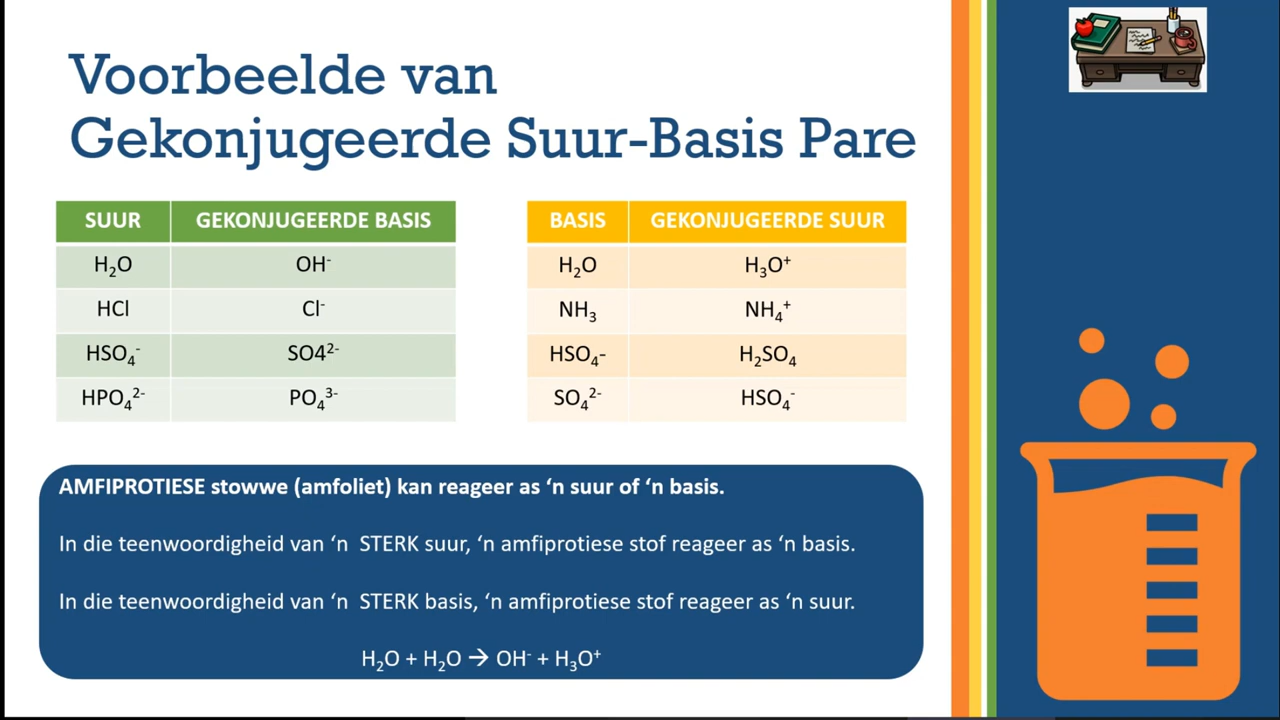 Voorbeelde van
Gekonjugeerde Suur-Basis Pare
SUUR GEKONJUGEERDE BASIS
H₂O OH⁻
HCl Cl⁻
HSO₄⁻ SO4²⁻
HPO₄²⁻ PO₄³⁻
BASIS GEKONJUGEERDE SUUR
H₂O H₃O⁺
NH₃ NH₄⁺
HSO₄- H₂SO₄
SO₄²⁻ HSO₄⁻
AMFIPROTIESE stowwe (amfoliet) kan reageer as ‘n suur of ‘n basis.
In die teenwoordigheid van ‘n STERK suur, ‘n amfiprotiese stof reageer as ‘n basis.
In die teenwoordigheid van ‘n STERK basis, ‘n amfiprotiese stof reageer as ‘n suur.
H₂O + H₂O → OH⁻ + H₃O⁺